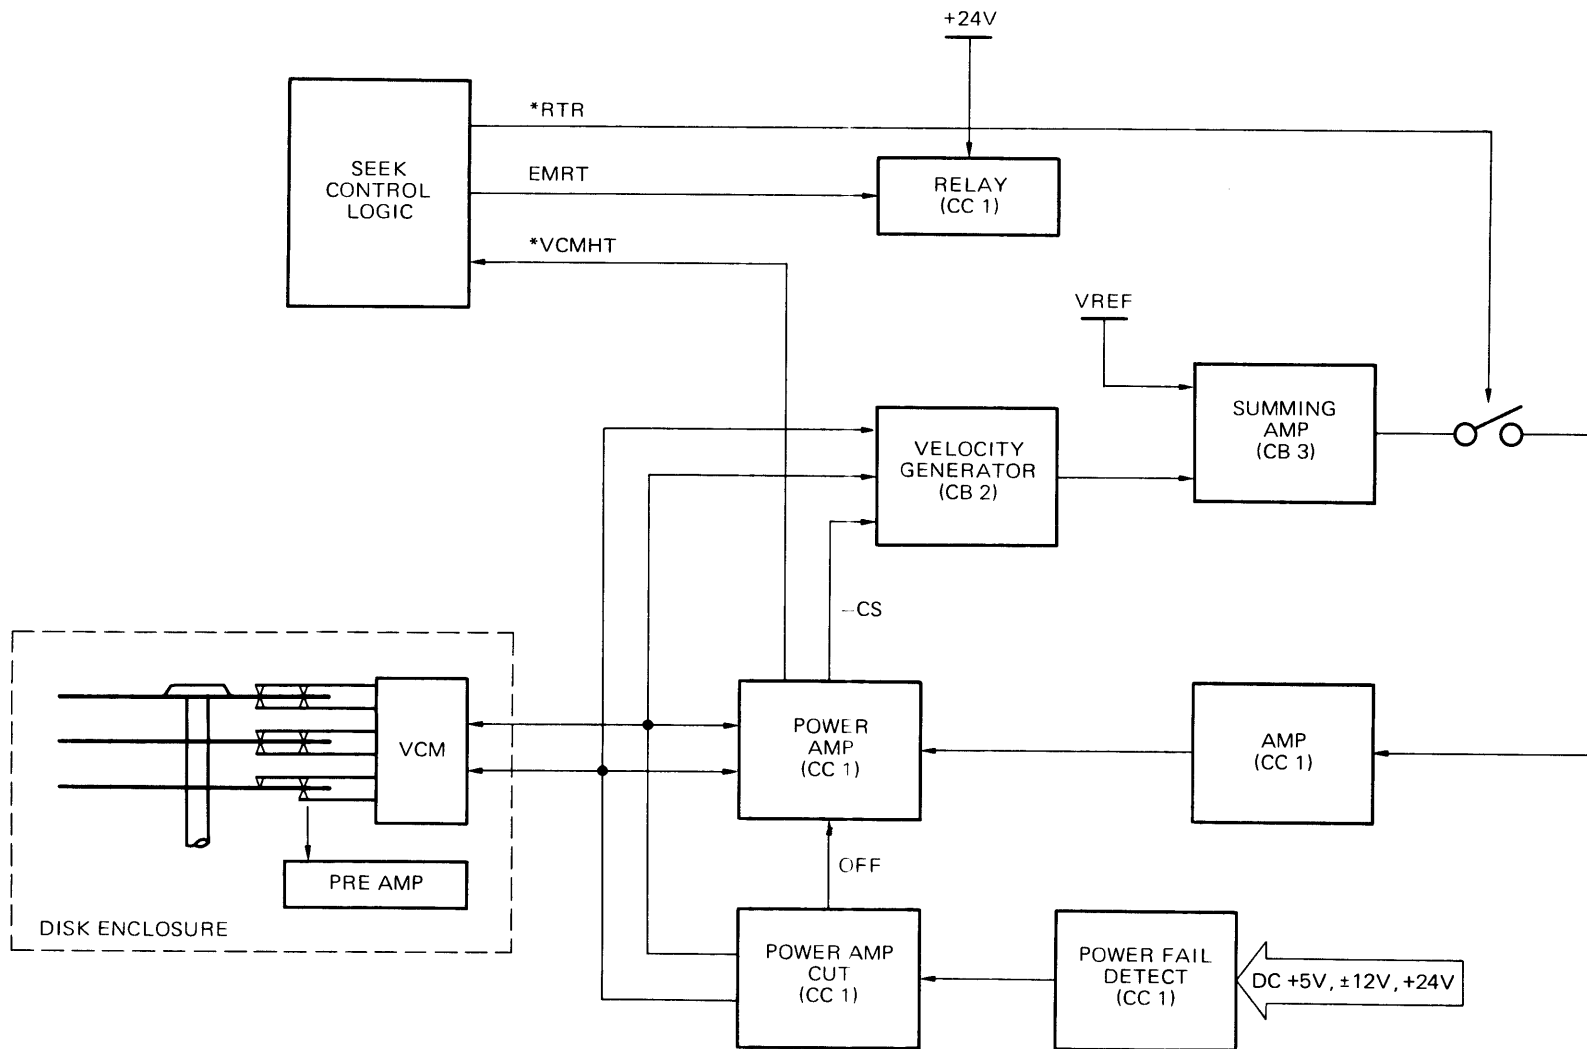 +24V
*RTR
SEEK
CONTROL
LOGIC
EMRT
RELAY
(CC 1)
*VCMHT
VREF
SUMMING
AMP
(CB 3)
VELOCITY
GENERATOR
(CB 2)
-CS
VCM
POWER
AMP
(CC 1)
AMP
(CC 1)
PRE AMP
OFF
DISK ENCLOSURE
POWER AMP
CUT
(CC 1)
POWER FAIL
DETECT
(CC 1)
DC +5V, ±12V, +24V